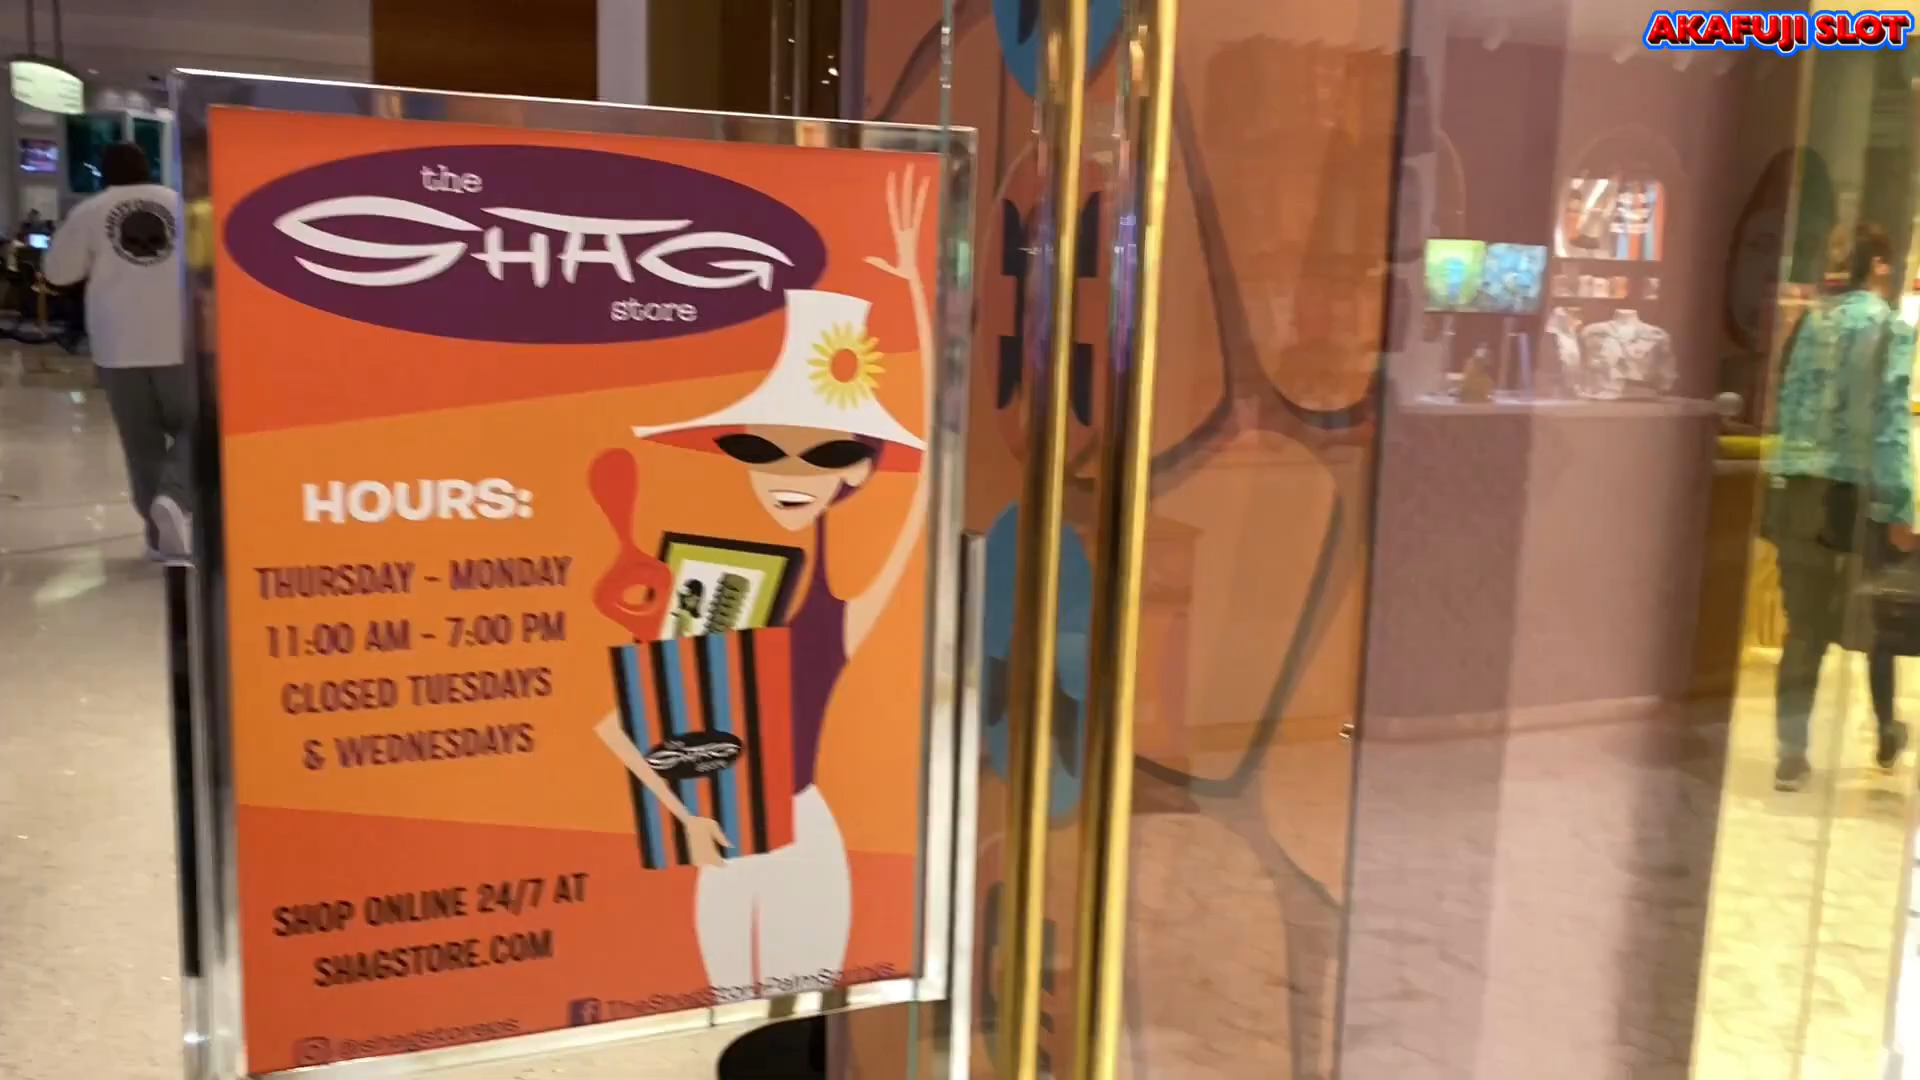 AKAFUJI SLOT
the
SHAG
store
HOURS:
THURSDAY - MONDAY
11:00 AM - 7:00 PM
CLOSED TUESDAYS
& WEDNESDAYS
SHOP ONLINE 24/7 AT
SHAGSTORE.COM
TheShagStorePalmSprings